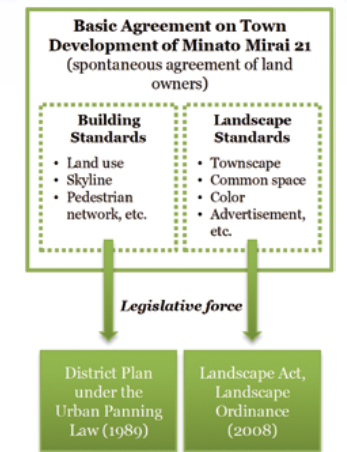 Basic Agreement on Town
Development of Minato Mirai 21
(spontaneous agreement of land
owners)
Building
Standards
• Land use
• Skyline
• Pedestrian
network, etc.
Landscape
Standards
• Townscape
• Common space
• Color
• Advertisement,
etc.
Legislative force
District Plan
under the
Urban Panning
Law (1989)
Landscape Act,
Landscape
Ordinance
(2008)